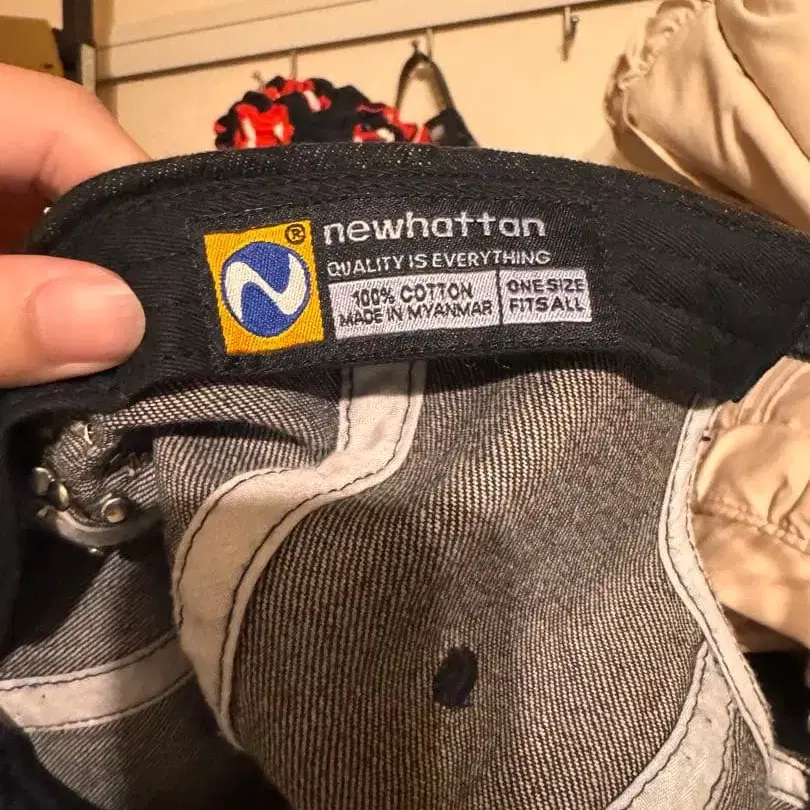 ®
newhattan
QUALITY IS EVERYTHING
100% COTTON
MADE IN MYANMAR
ONE SIZE
FITS ALL